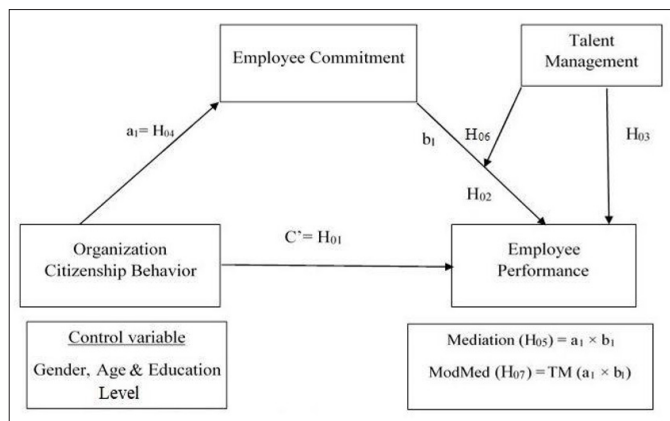 Employee Commitment
Talent
Management
a₁= H₀₄
b₁
H₀₆
H₀₃
H₀₂
Organization
Citizenship Behavior
C’= H₀₁
Employee
Performance
Control variable
Gender, Age & Education
Level
Mediation (H₀₅) = a₁ × b₁
ModMed (H₀₇) = TM (a₁ × b₁)